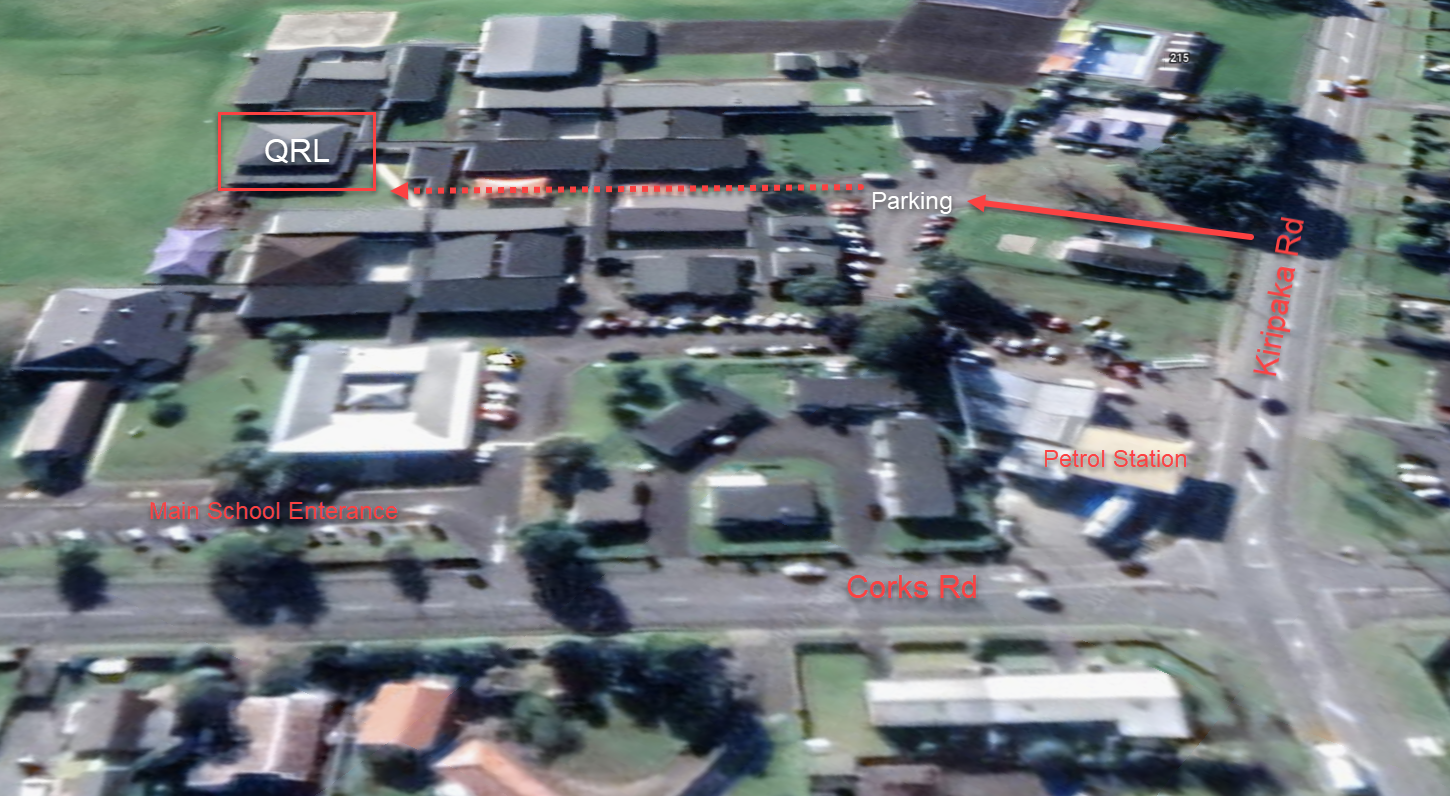 215
QRL
Parking
Kiripaka Rd
Petrol Station
Main School Enterance
Corks Rd